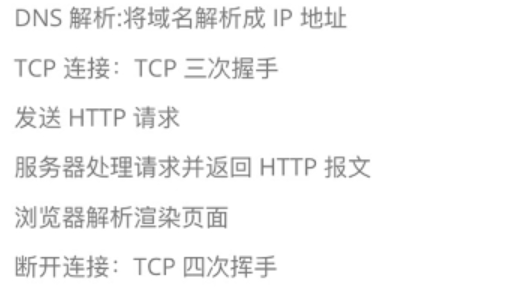 DNS 解析:将域名解析成 IP 地址
TCP 连接：TCP 三次握手
发送 HTTP 请求
服务器处理请求并返回 HTTP 报文
浏览器解析渲染页面
断开连接：TCP 四次挥手